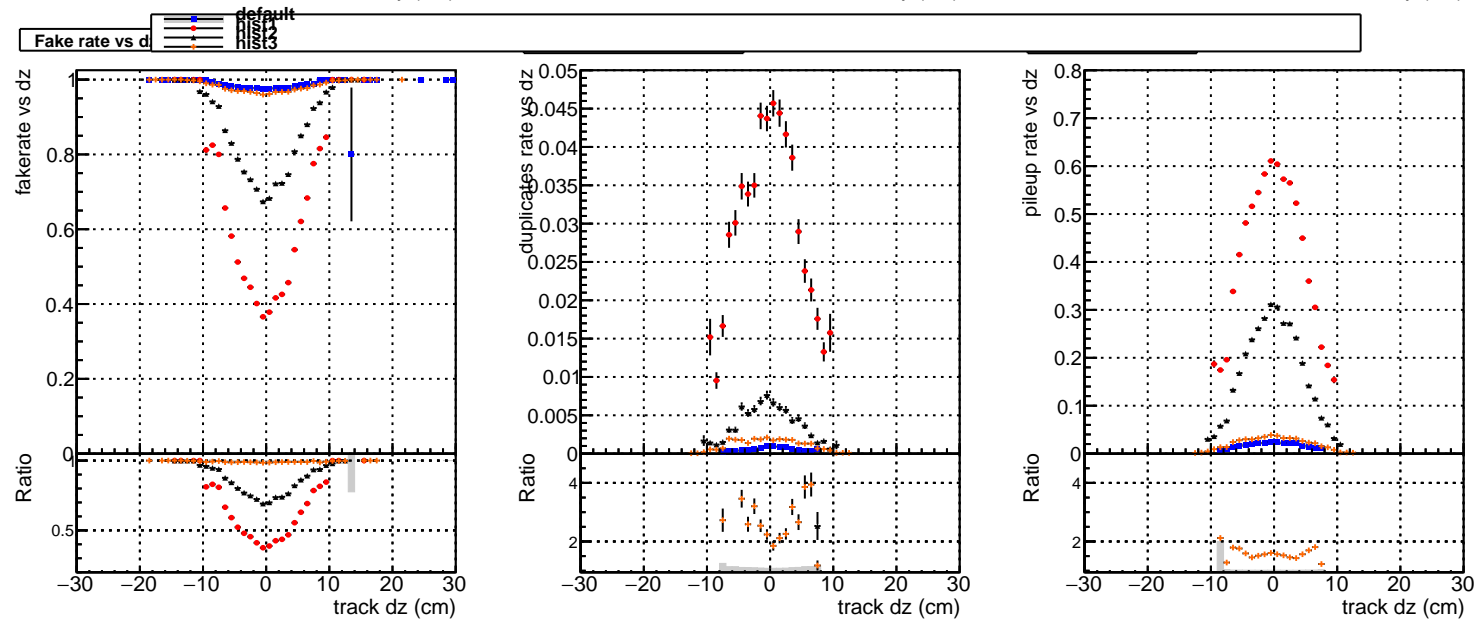 default
hist1
hist2
hist3
Fake rate vs dz
fakerate vs dz
1
0.8
0.6
0.4
0.2
0
Ratio
1
0.5
−30 −20 −10 0 10 20 30
track dz (cm)
duplicates rate vs dz
0.05
0.045
0.04
0.035
0.03
0.025
0.02
0.015
0.01
0.005
0
Ratio
4
2
−30 −20 −10 0 10 20 30
track dz (cm)
pileup rate vs dz
0.8
0.7
0.6
0.5
0.4
0.3
0.2
0.1
0
Ratio
4
2
−30 −20 −10 0 10 20 30
track dz (cm)